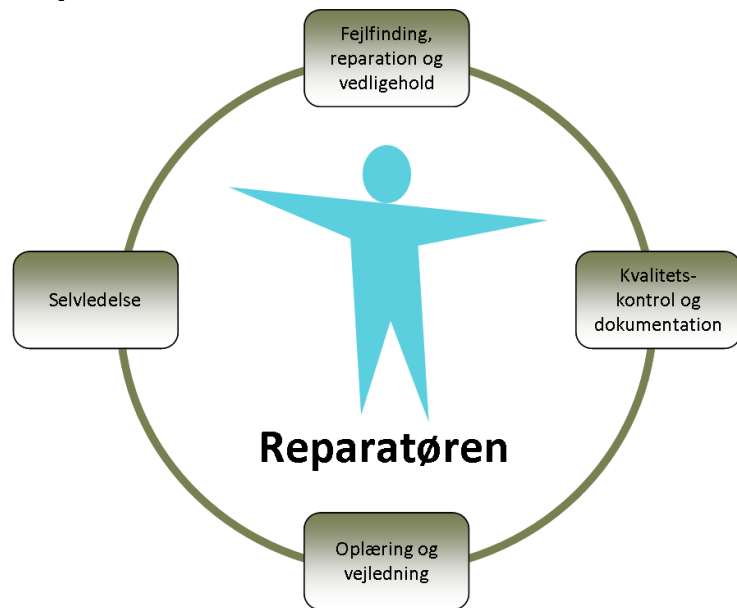 Fejlfinding,
reparation og
vedligehold
Selvledelse
Kvalitets-
kontrol og
dokumentation
Reparatøren
Oplæring og
vejledning